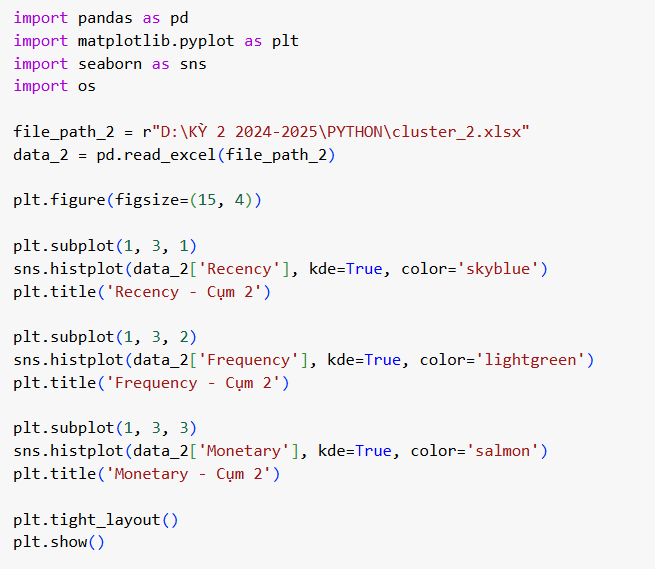 import pandas as pd
import matplotlib.pyplot as plt
import seaborn as sns
import os
file_path_2 = r"D:\KỲ 2 2024-2025\PYTHON\cluster_2.xlsx"
data_2 = pd.read_excel(file_path_2)
plt.figure(figsize=(15, 4))
plt.subplot(1, 3, 1)
sns.histplot(data_2['Recency'], kde=True, color='skyblue')
plt.title('Recency - Cụm 2')
plt.subplot(1, 3, 2)
sns.histplot(data_2['Frequency'], kde=True, color='lightgreen')
plt.title('Frequency - Cụm 2')
plt.subplot(1, 3, 3)
sns.histplot(data_2['Monetary'], kde=True, color='salmon')
plt.title('Monetary - Cụm 2')
plt.tight_layout()
plt.show()